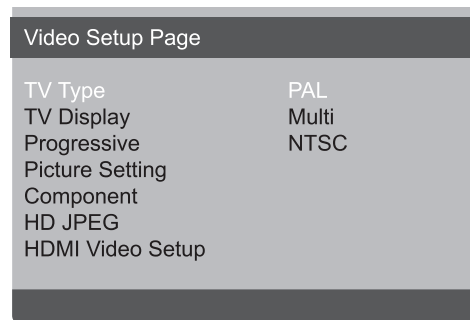 Video Setup Page
TV Type PAL
TV Display Multi
Progressive NTSC
Picture Setting
Component
HD JPEG
HDMI Video Setup